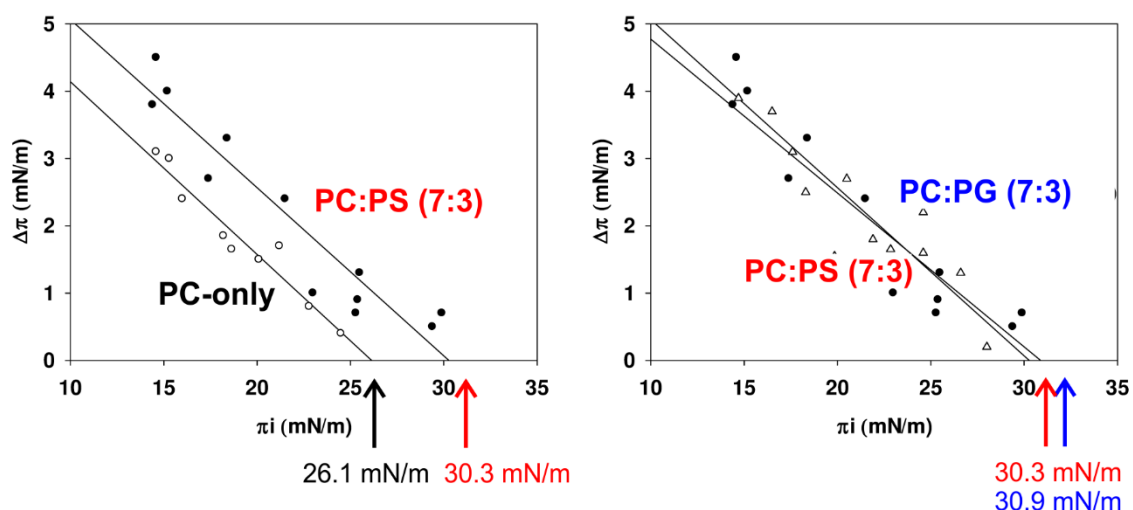 5
4
3
2
1
0
Δπ (mN/m)
PC:PS (7:3)
PC-only
10
15
20
25
30
35
πi (mN/m)
26.1 mN/m
30.3 mN/m
5
4
3
2
1
0
Δπ (mN/m)
PC:PG (7:3)
PC:PS (7:3)
10
15
20
25
30
35
πi (mN/m)
30.3 mN/m
30.9 mN/m